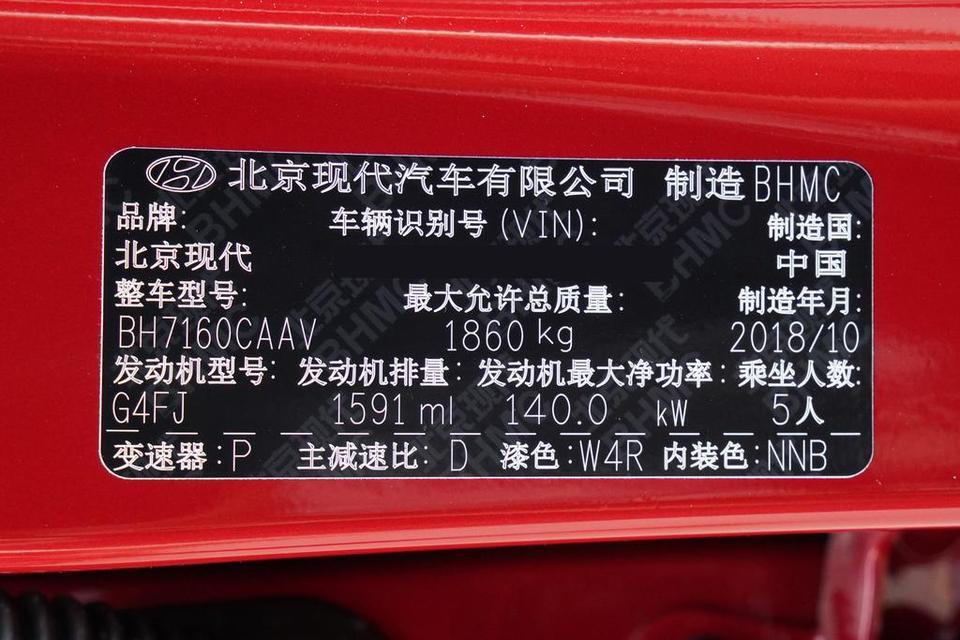 北京现代汽车有限公司 制造 BHMC
品牌: 车辆识别号 (VIN): 制造国:
北京现代 中国
整车型号: 最大允许总质量: 制造年月:
BH7160CAAV 1860 kg 2018/10
发动机型号: 发动机排量: 发动机最大净功率: 乘坐人数:
G4FJ 1591 ml 140.0 kW 5人
变速器:P 主减速比: D 漆色:W4R 内装色:NNB